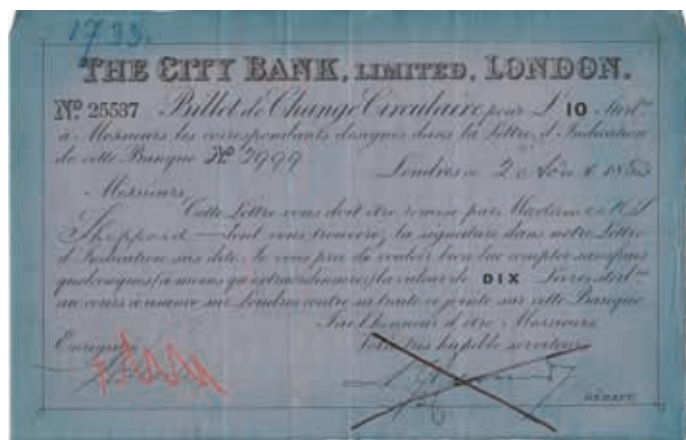 1733.
THE CITY BANK, LIMITED, LONDON.
No. 25537 Billet de Change Circulaire pour £ 10 Sterl.
à Messieurs les correspondants désignés dans la Lettre d'Indication
de cette Banque No. 2999 Londres ce 2 Août
Messieurs
Cette Lettre vous doit être remise par Madame
Sheppard dont vous trouverez la signature dans notre Lettre
d'Indication sus dite. Je vous prie de vouloir bien lui compter sans frais
quelconques (à moins qu'extraordinaires) la valeur de DIX Livres sterl.
au cours à usance sur Londres contre sa traite ci jointe sur cette Banque
J'ai l'honneur d'être Messieurs
Enregistré Votre très humble serviteur
GÉRANT.